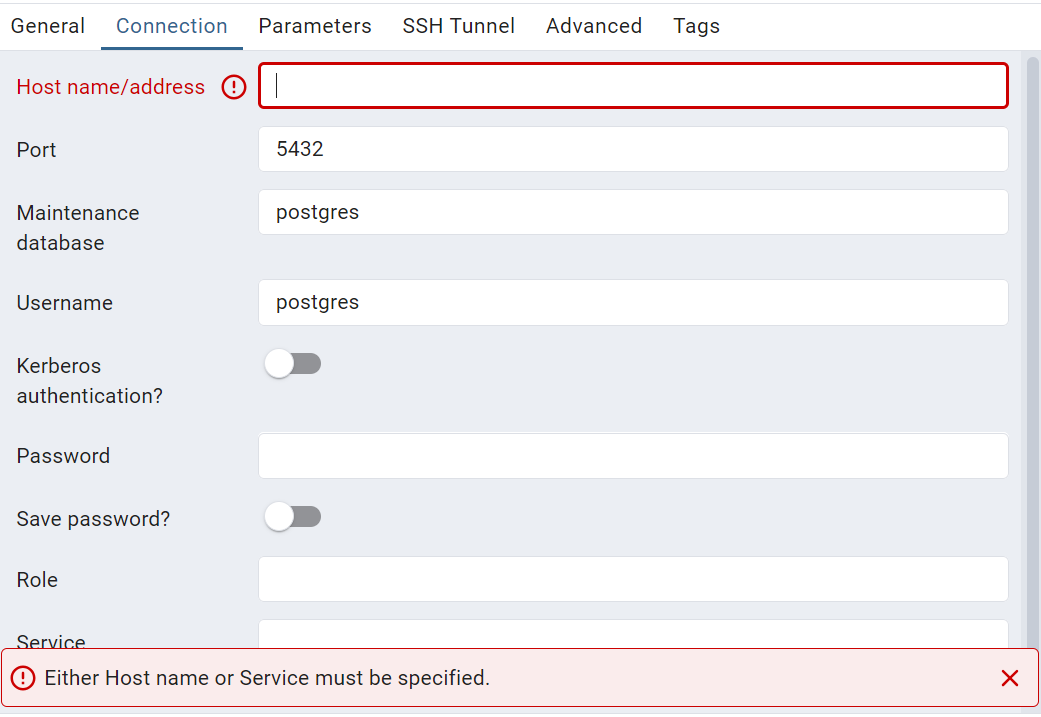 General Connection Parameters SSH Tunnel Advanced Tags
Host name/address
Port 5432
Maintenance database postgres
Username postgres
Kerberos authentication?
Password
Save password?
Role
Service
Either Host name or Service must be specified.